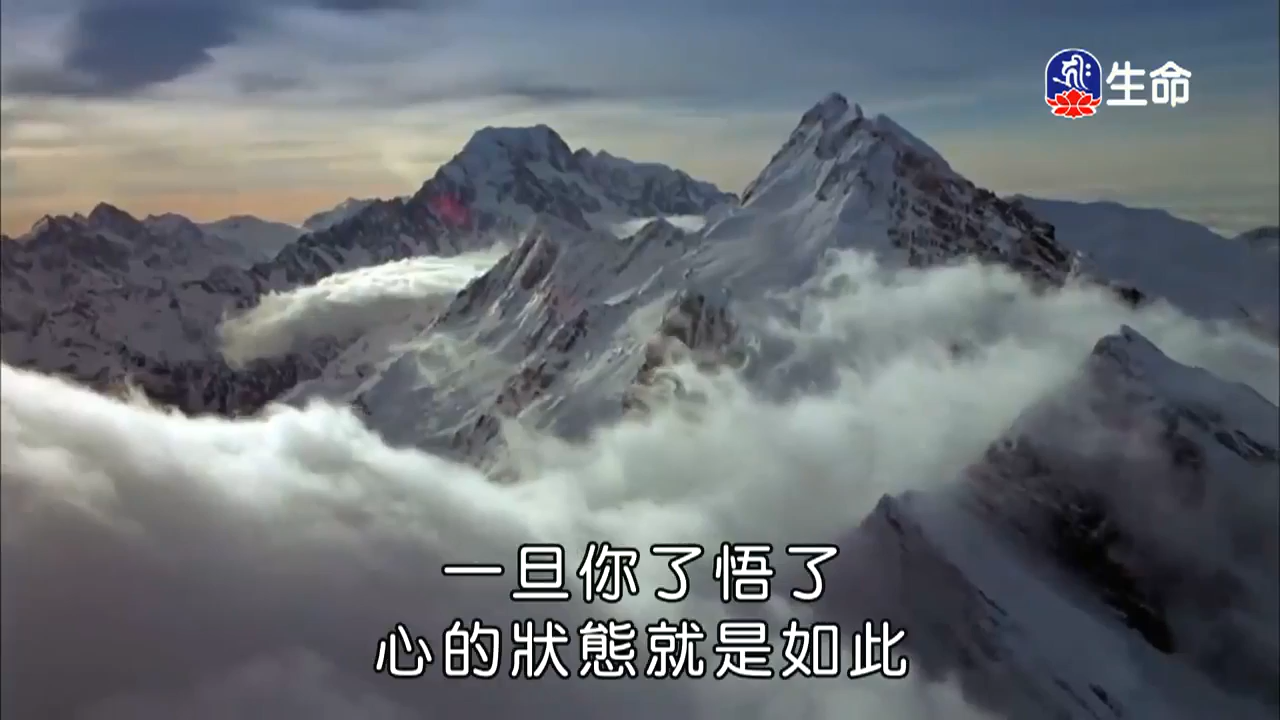 生命
一旦你了悟了
心的狀態就是如此